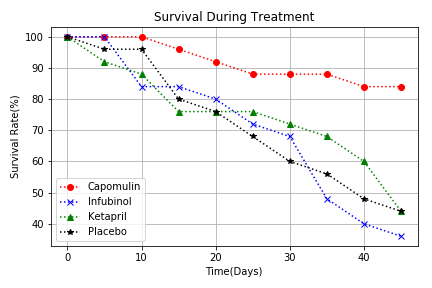 Survival During Treatment
Survival Rate(%)
100
90
80
70
60
50
40
Capomulin
Infubinol
Ketapril
Placebo
0
10
20
30
40
Time(Days)